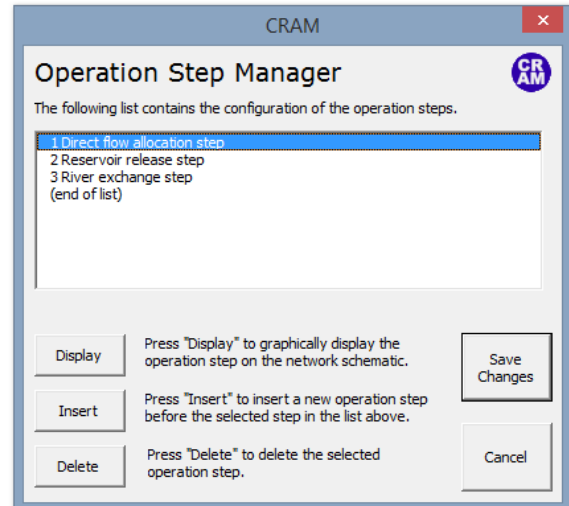 CRAM
Operation Step Manager
CR
AM
The following list contains the configuration of the operation steps.
1 Direct flow allocation step
2 Reservoir release step
3 River exchange step
(end of list)
Display
Press "Display" to graphically display the
operation step on the network schematic.
Save
Changes
Insert
Press "Insert" to insert a new operation step
before the selected step in the list above.
Delete
Press "Delete" to delete the selected
operation step.
Cancel